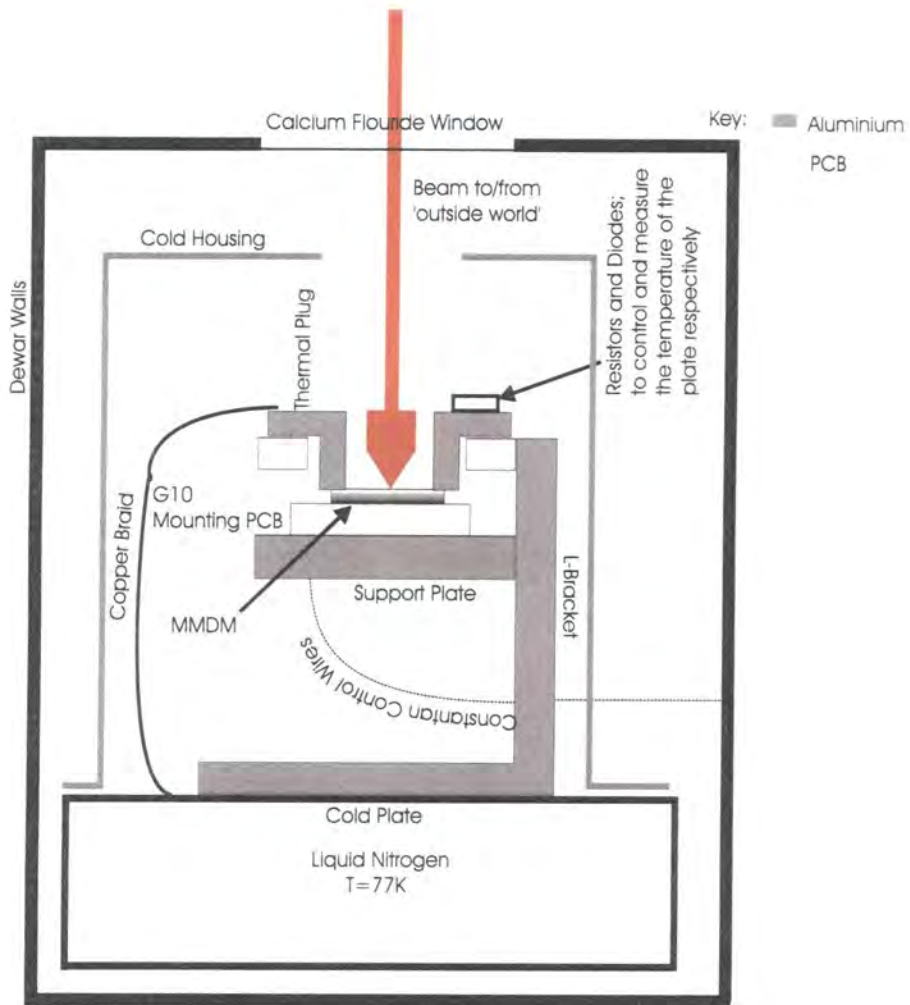 Calcium Flouride Window
Key:
Aluminium
PCB
Beam to/from
'outside world'
Cold Housing
Resistors and Diodes;
to control and measure
the temperature of the
plate respectively
Dewar Walls
Thermal Plug
Copper Braid
G10
Mounting PCB
L-Bracket
Support Plate
MMDM
Constantan Control Wires
Cold Plate
Liquid Nitrogen
T=77K